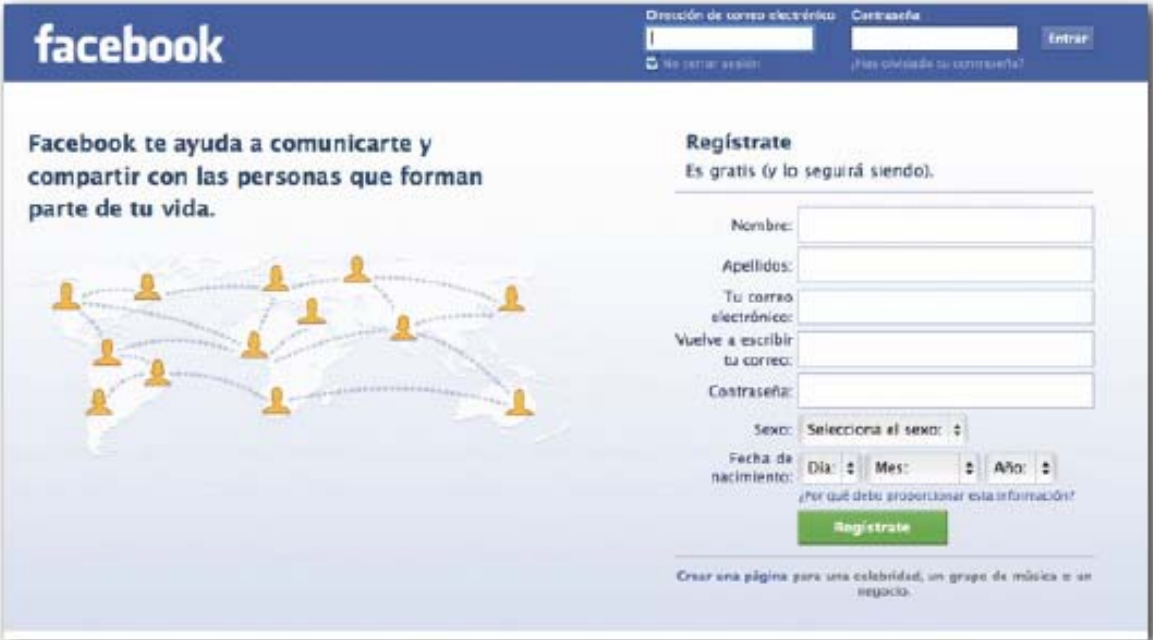 facebook
Dirección de correo electrónico Contraseña
Entrar
No cerrar sesión ¿Has olvidado tu contraseña?
Facebook te ayuda a comunicarte y
compartir con las personas que forman
parte de tu vida.
Regístrate
Es gratis (y lo seguirá siendo).
Nombre:
Apellidos:
Tu correo
electrónico:
Vuelve a escribir
tu correo:
Contraseña:
Sexo: Selecciona el sexo:
Fecha de
nacimiento: Día: Mes: Año:
¿Por qué debo proporcionar esta información?
Regístrate
Crear una página para una celebridad, un grupo de música o un
negocio.